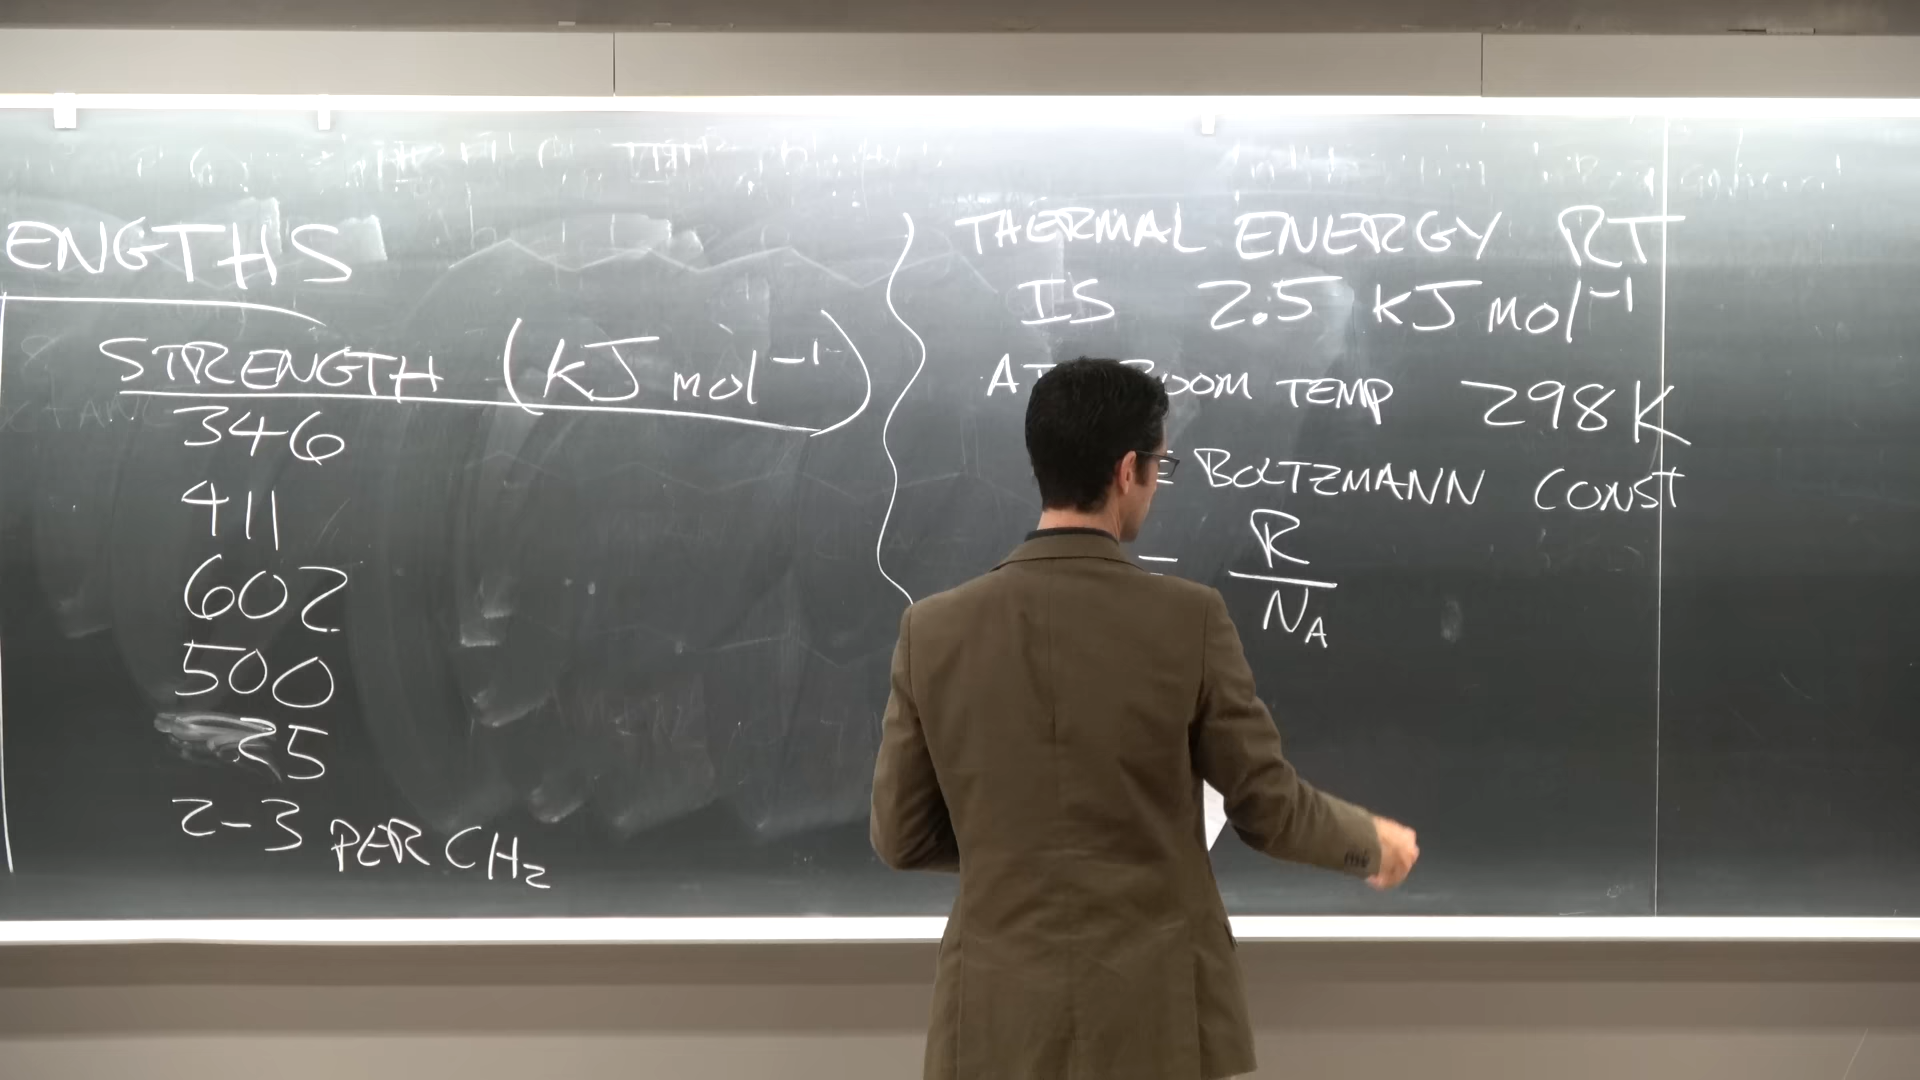 ENGTHS
STRENGTH (kJ mol⁻¹)
346
411
602
500
25
2-3 PER CH₂
THERMAL ENERGY RT
IS 2.5 kJ mol⁻¹
AT ROOM TEMP 298K
BOLTZMANN CONST
= R
N_A